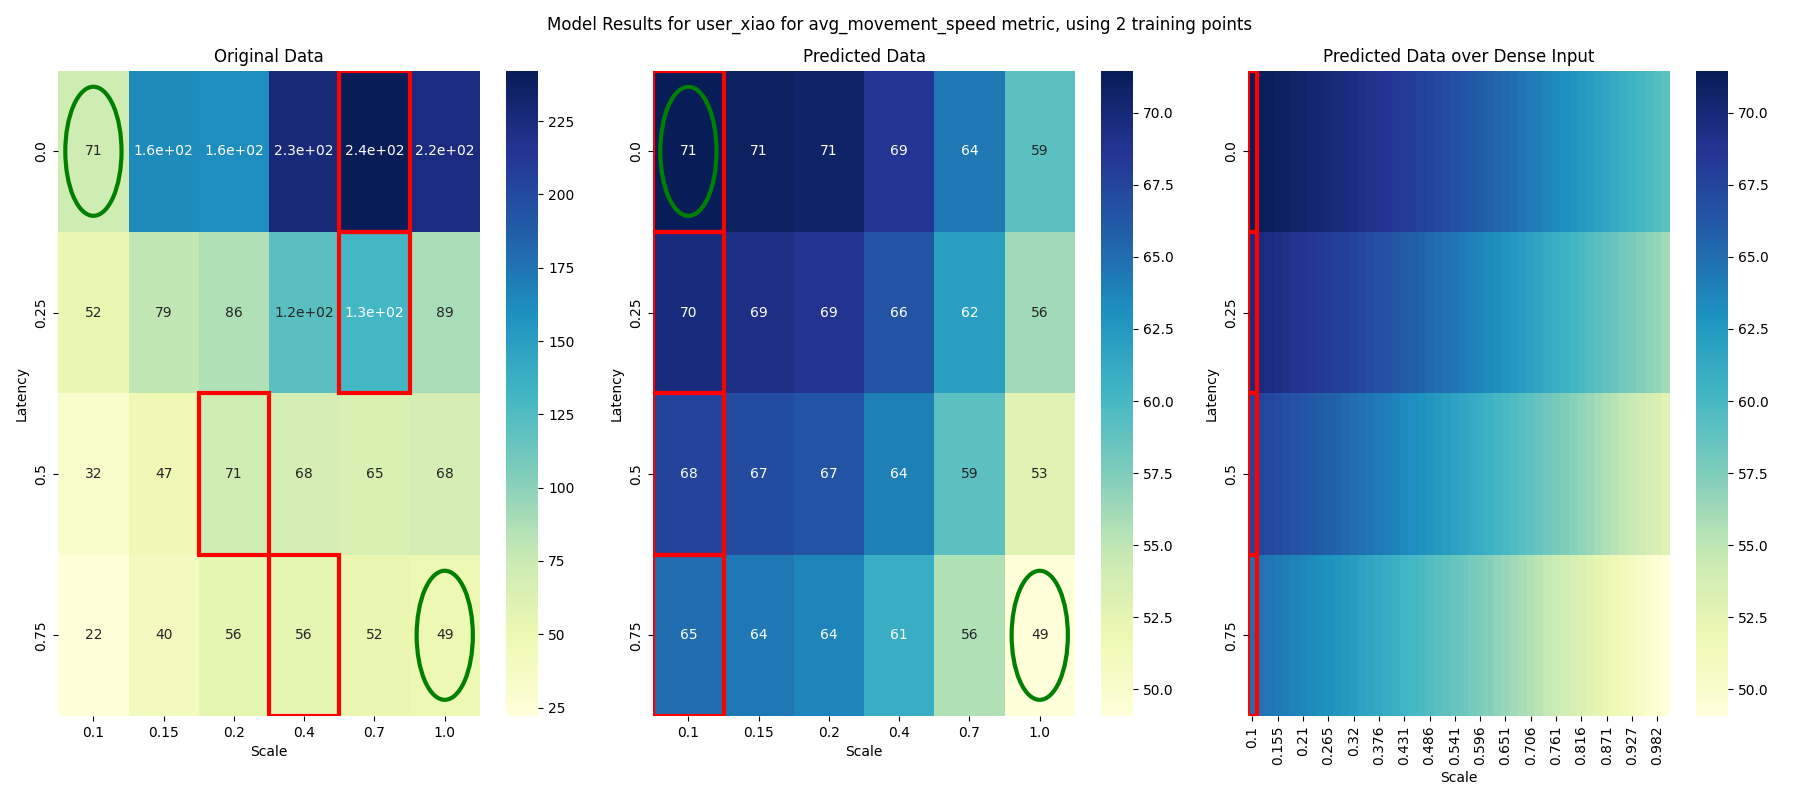 Model Results for user_xiao for avg_movement_speed metric, using 2 training points
Original Data
Latency
0.0
0.25
0.5
0.75
71 1.6e+02 1.6e+02 2.3e+02 2.4e+02 2.2e+02
52 79 86 1.2e+02 1.3e+02 89
32 47 71 68 65 68
22 40 56 56 52 49
0.1 0.15 0.2 0.4 0.7 1.0
Scale
225
200
175
150
125
100
75
50
25
Predicted Data
Latency
0.0
0.25
0.5
0.75
71 71 71 69 64 59
70 69 69 66 62 56
68 67 67 64 59 53
65 64 64 61 56 49
0.1 0.15 0.2 0.4 0.7 1.0
Scale
70.0
67.5
65.0
62.5
60.0
57.5
55.0
52.5
50.0
Predicted Data over Dense Input
Latency
0.0
0.25
0.5
0.75
0.1 0.155 0.21 0.265 0.32 0.376 0.431 0.486 0.541 0.596 0.651 0.706 0.761 0.816 0.871 0.927 0.982
Scale
70.0
67.5
65.0
62.5
60.0
57.5
55.0
52.5
50.0